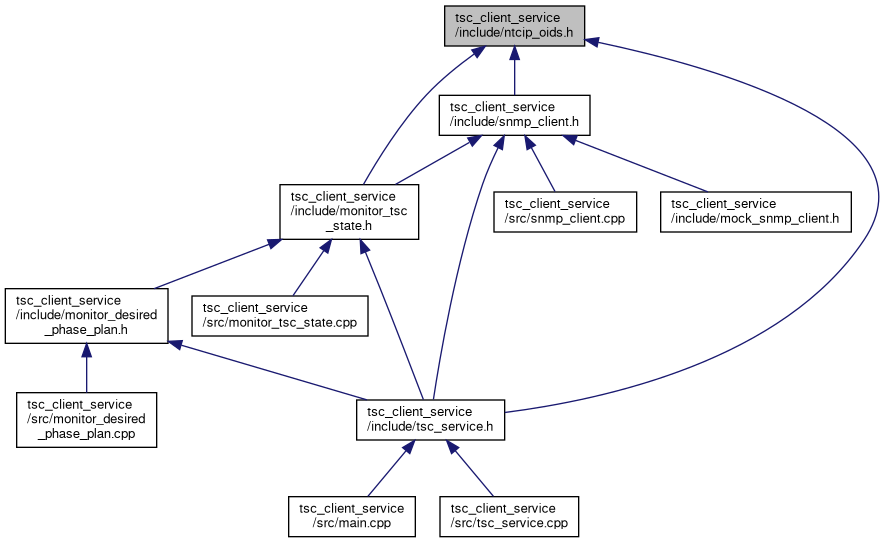 tsc_client_service
/include/ntcip_oids.h
tsc_client_service
/include/snmp_client.h
tsc_client_service
/include/monitor_tsc
_state.h
tsc_client_service
/src/snmp_client.cpp
tsc_client_service
/include/mock_snmp_client.h
tsc_client_service
/include/monitor_desired
_phase_plan.h
tsc_client_service
/src/monitor_tsc_state.cpp
tsc_client_service
/src/monitor_desired
_phase_plan.cpp
tsc_client_service
/include/tsc_service.h
tsc_client_service
/src/main.cpp
tsc_client_service
/src/tsc_service.cpp